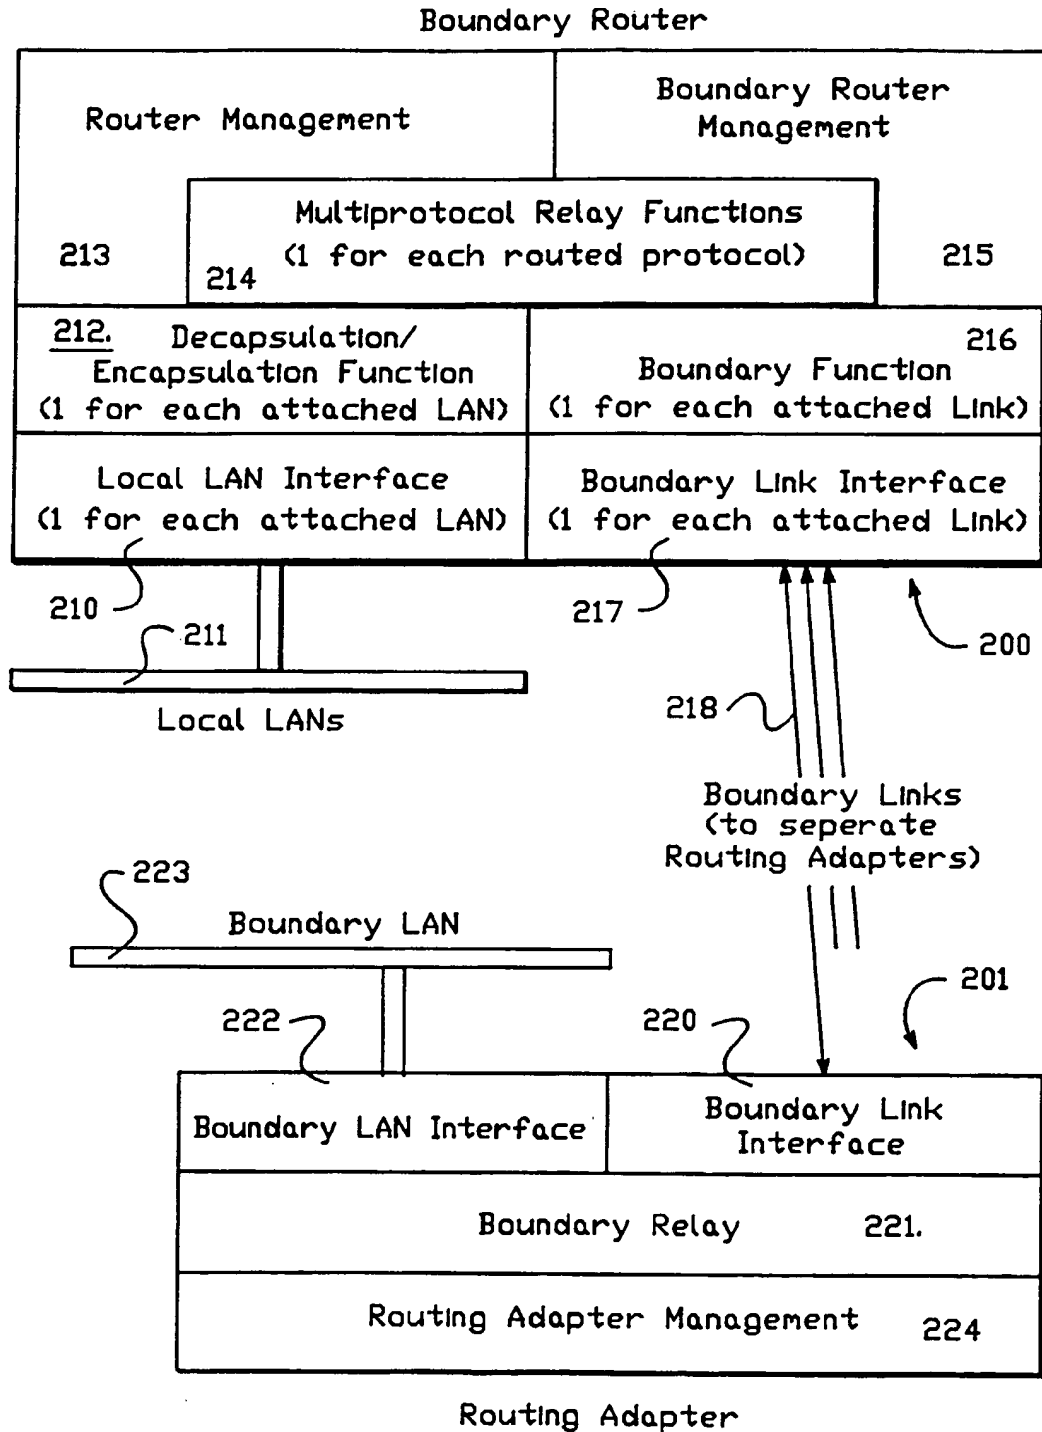 Boundary Router
Router Management
Boundary Router
Management
Multiprotocol Relay Functions
(1 for each routed protocol)
213
214
215
212. Decapsulation/
Encapsulation Function
(1 for each attached LAN)
216
Boundary Function
(1 for each attached Link)
Local LAN Interface
(1 for each attached LAN)
Boundary Link Interface
(1 for each attached Link)
210
211
217
200
Local LANs
218
Boundary Links
(to seperate
Routing Adapters)
223
Boundary LAN
222
220
201
Boundary LAN Interface
Boundary Link
Interface
Boundary Relay 221.
Routing Adapter Management 224
Routing Adapter